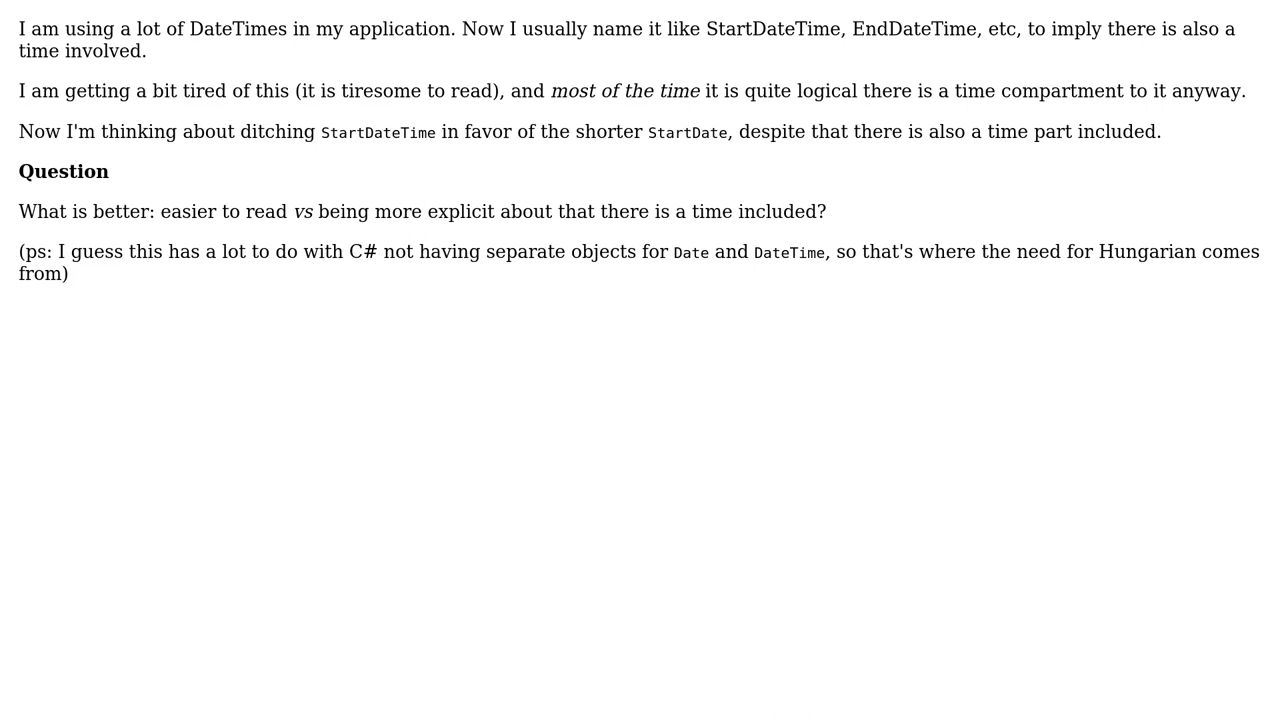 I am using a lot of DateTimes in my application. Now I usually name it like StartDateTime, EndDateTime, etc, to imply there is also a
time involved.
I am getting a bit tired of this (it is tiresome to read), and most of the time it is quite logical there is a time compartment to it anyway.
Now I'm thinking about ditching StartDateTime in favor of the shorter StartDate, despite that there is also a time part included.
Question
What is better: easier to read vs being more explicit about that there is a time included?
(ps: I guess this has a lot to do with C# not having separate objects for Date and DateTime, so that's where the need for Hungarian comes
from)